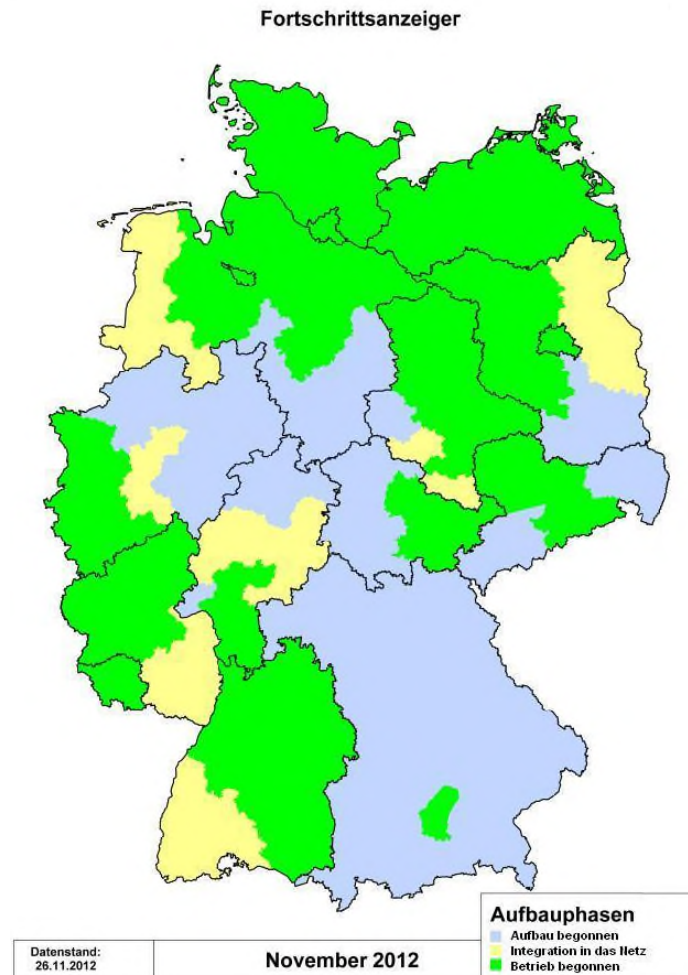 Fortschrittsanzeiger
Aufbauphasen
Aufbau begonnen
Integration in das Netz
Betrieb begonnen
Datenstand:
26.11.2012
November 2012